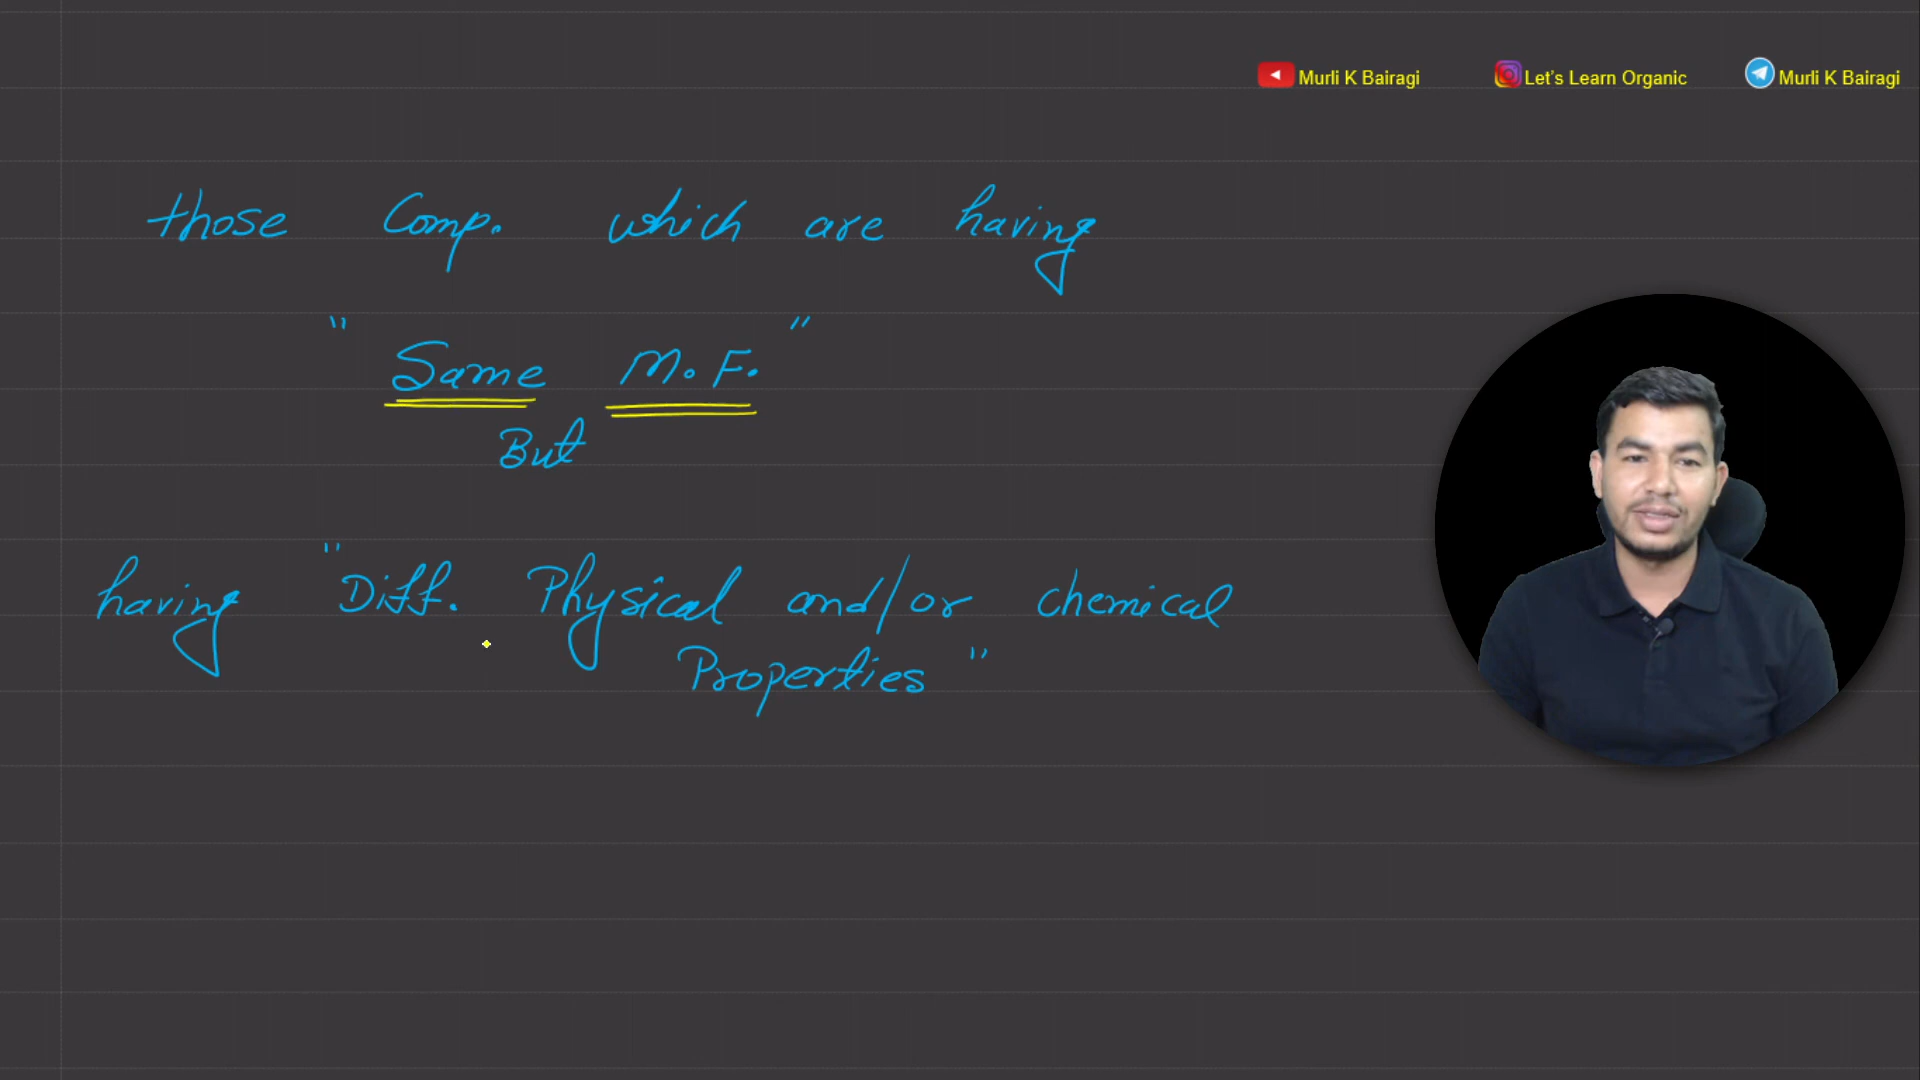 Murli K Bairagi Let's Learn Organic Murli K Bairagi
those Comp. which are having
" Same M.F. "
But
having "Diff. Physical and/or chemical
Properties "